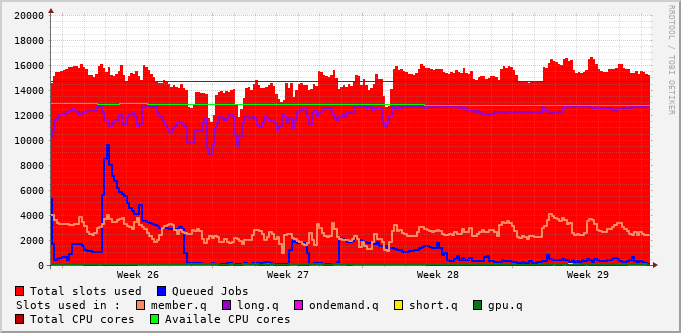 RRDTOOL / TOBI OETIKER
20000
18000
16000
14000
12000
10000
8000
6000
4000
2000
0
Week 26 Week 27 Week 28 Week 29
Total slots used Queued Jobs
Slots used in : member.q long.q ondemand.q short.q gpu.q
Total CPU cores Availale CPU cores